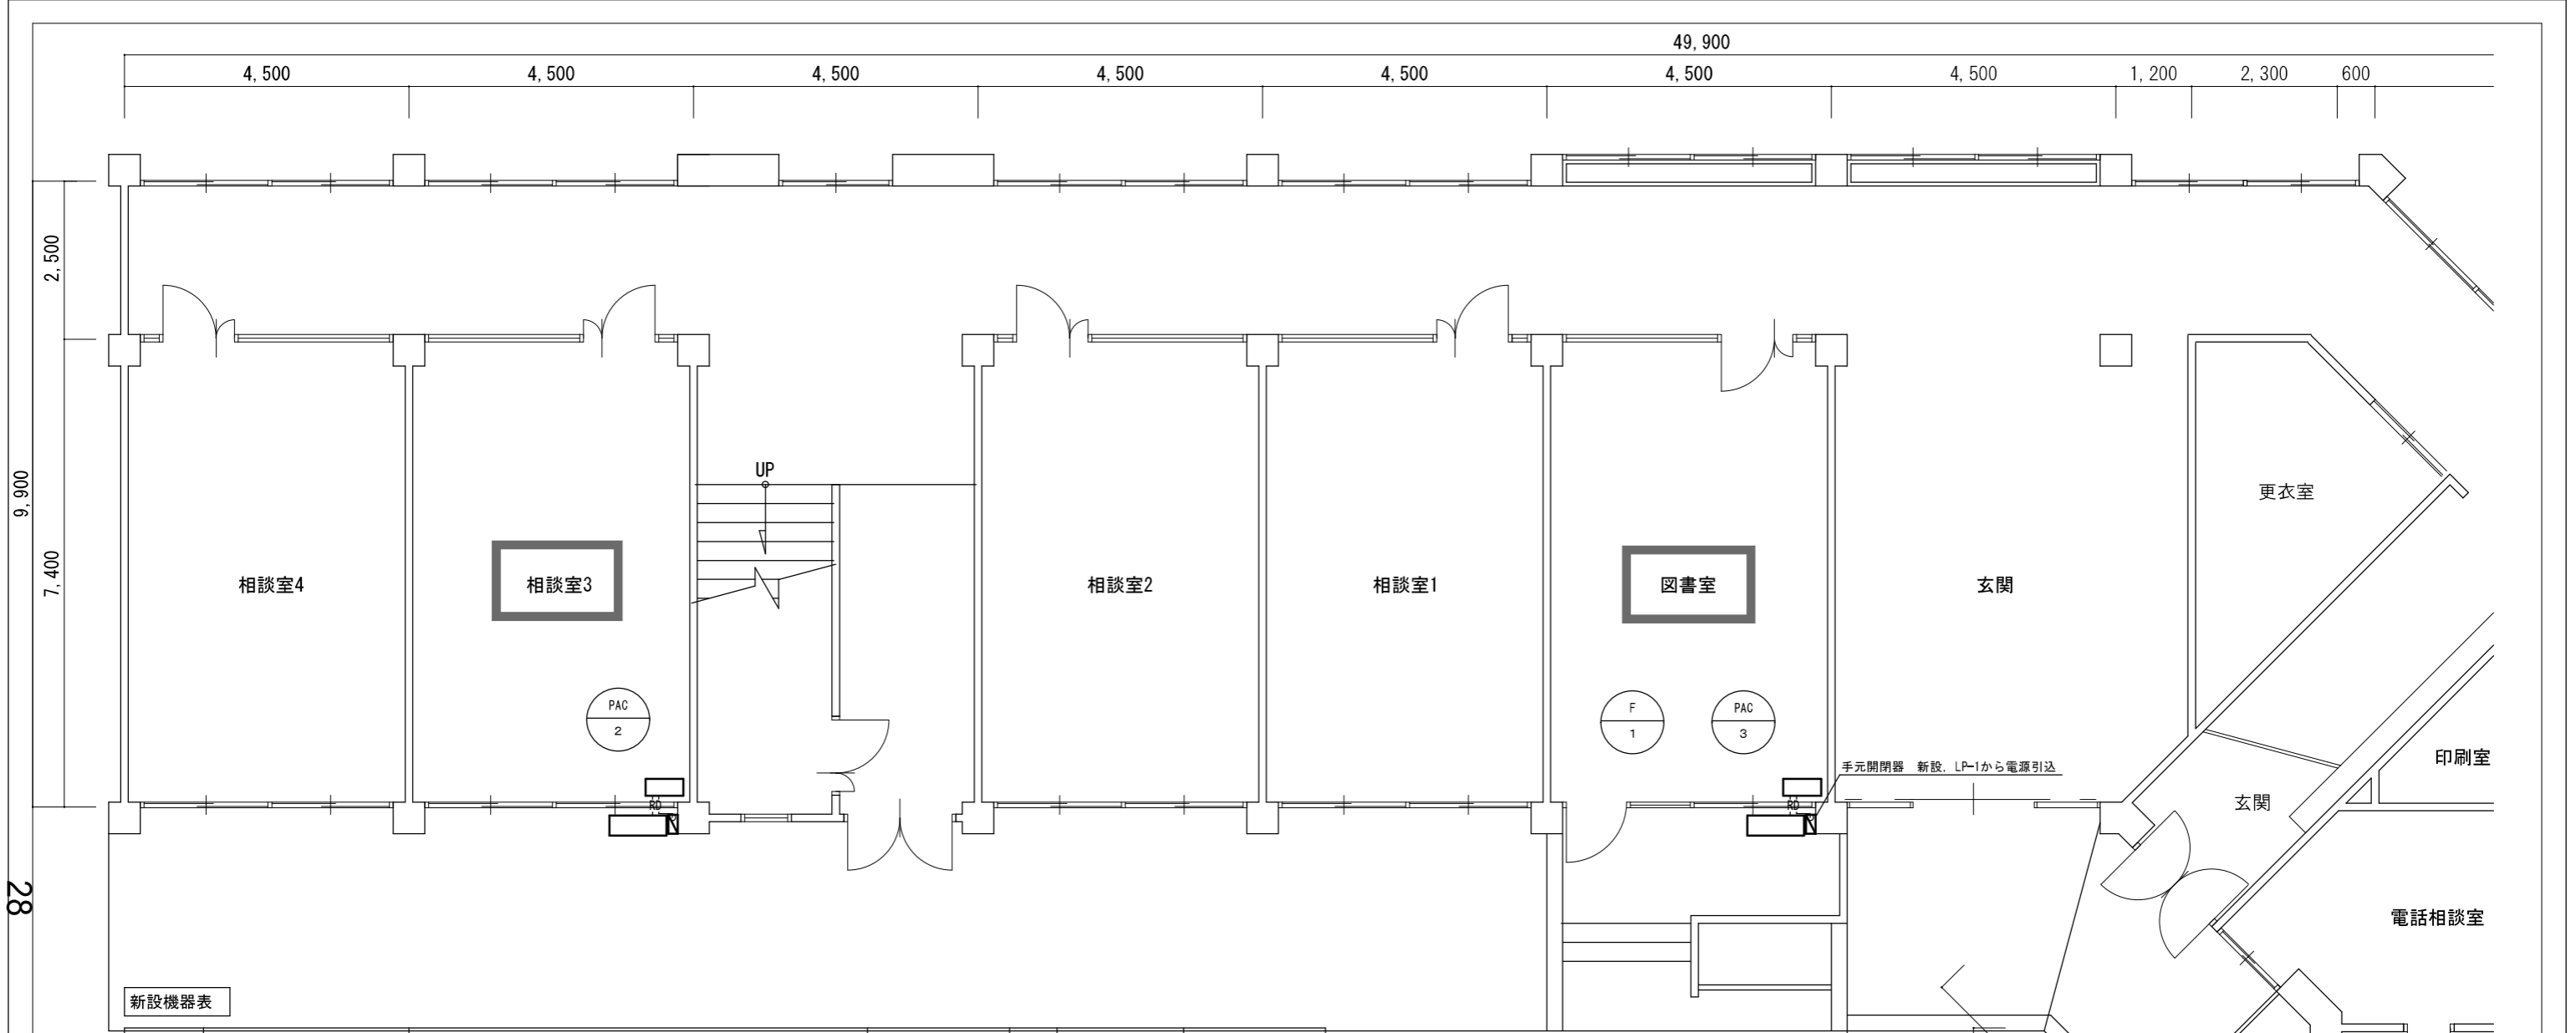 49,900
4,500 4,500 4,500 4,500 4,500 4,500 4,500 1,200 2,300 600
2,500
9,900
7,400
UP
更衣室
相談室4
相談室3
相談室2
相談室1
図書室
玄関
PAC
2
F
1
PAC
3
印刷室
手元開閉器 新設、LP-1から電源引込
RD
RD
玄関
28
電話相談室
新設機器表